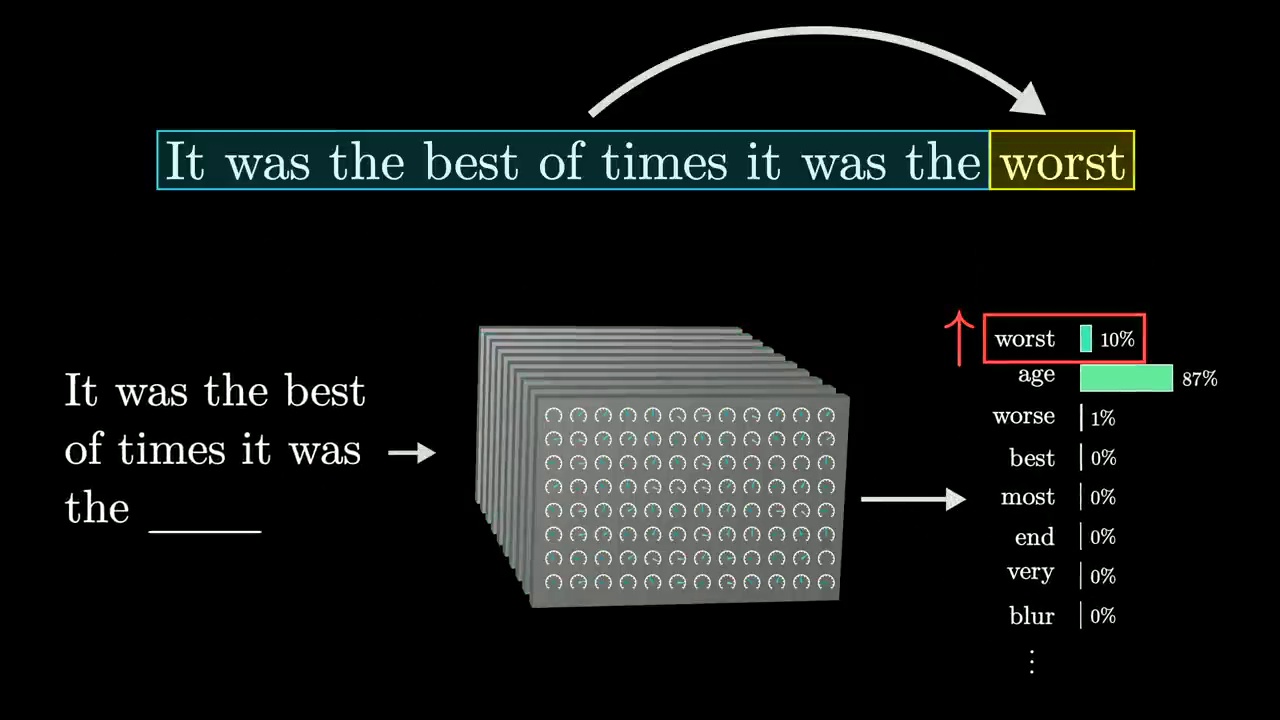 It was the best of times it was the worst
It was the best
of times it was
the _____
worst 10%
age 87%
worse 1%
best 0%
most 0%
end 0%
very 0%
blur 0%
⋮